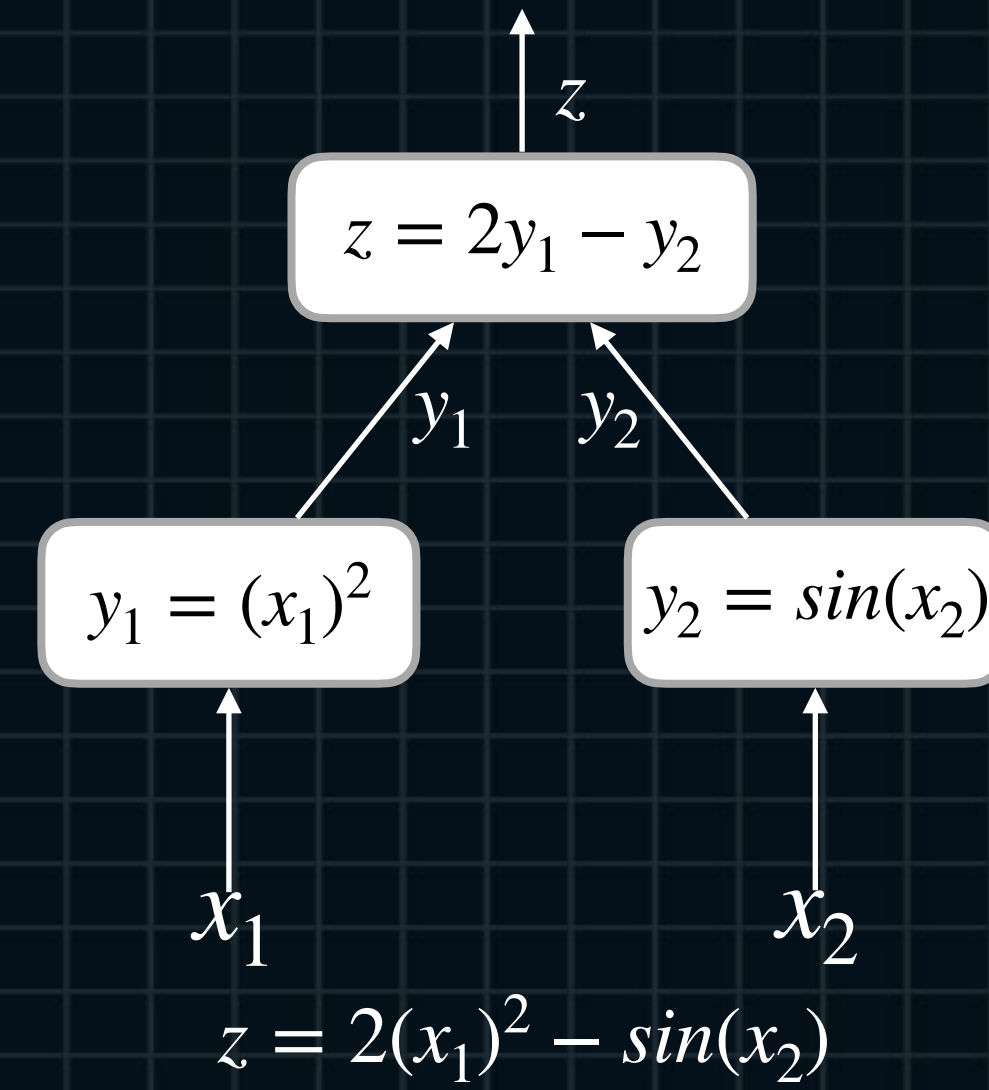 z
z = 2y₁ − y₂
y₁ y₂
y₁ = (x₁)²
y₂ = sin(x₂)
x₁ x₂
z = 2(x₁)² − sin(x₂)